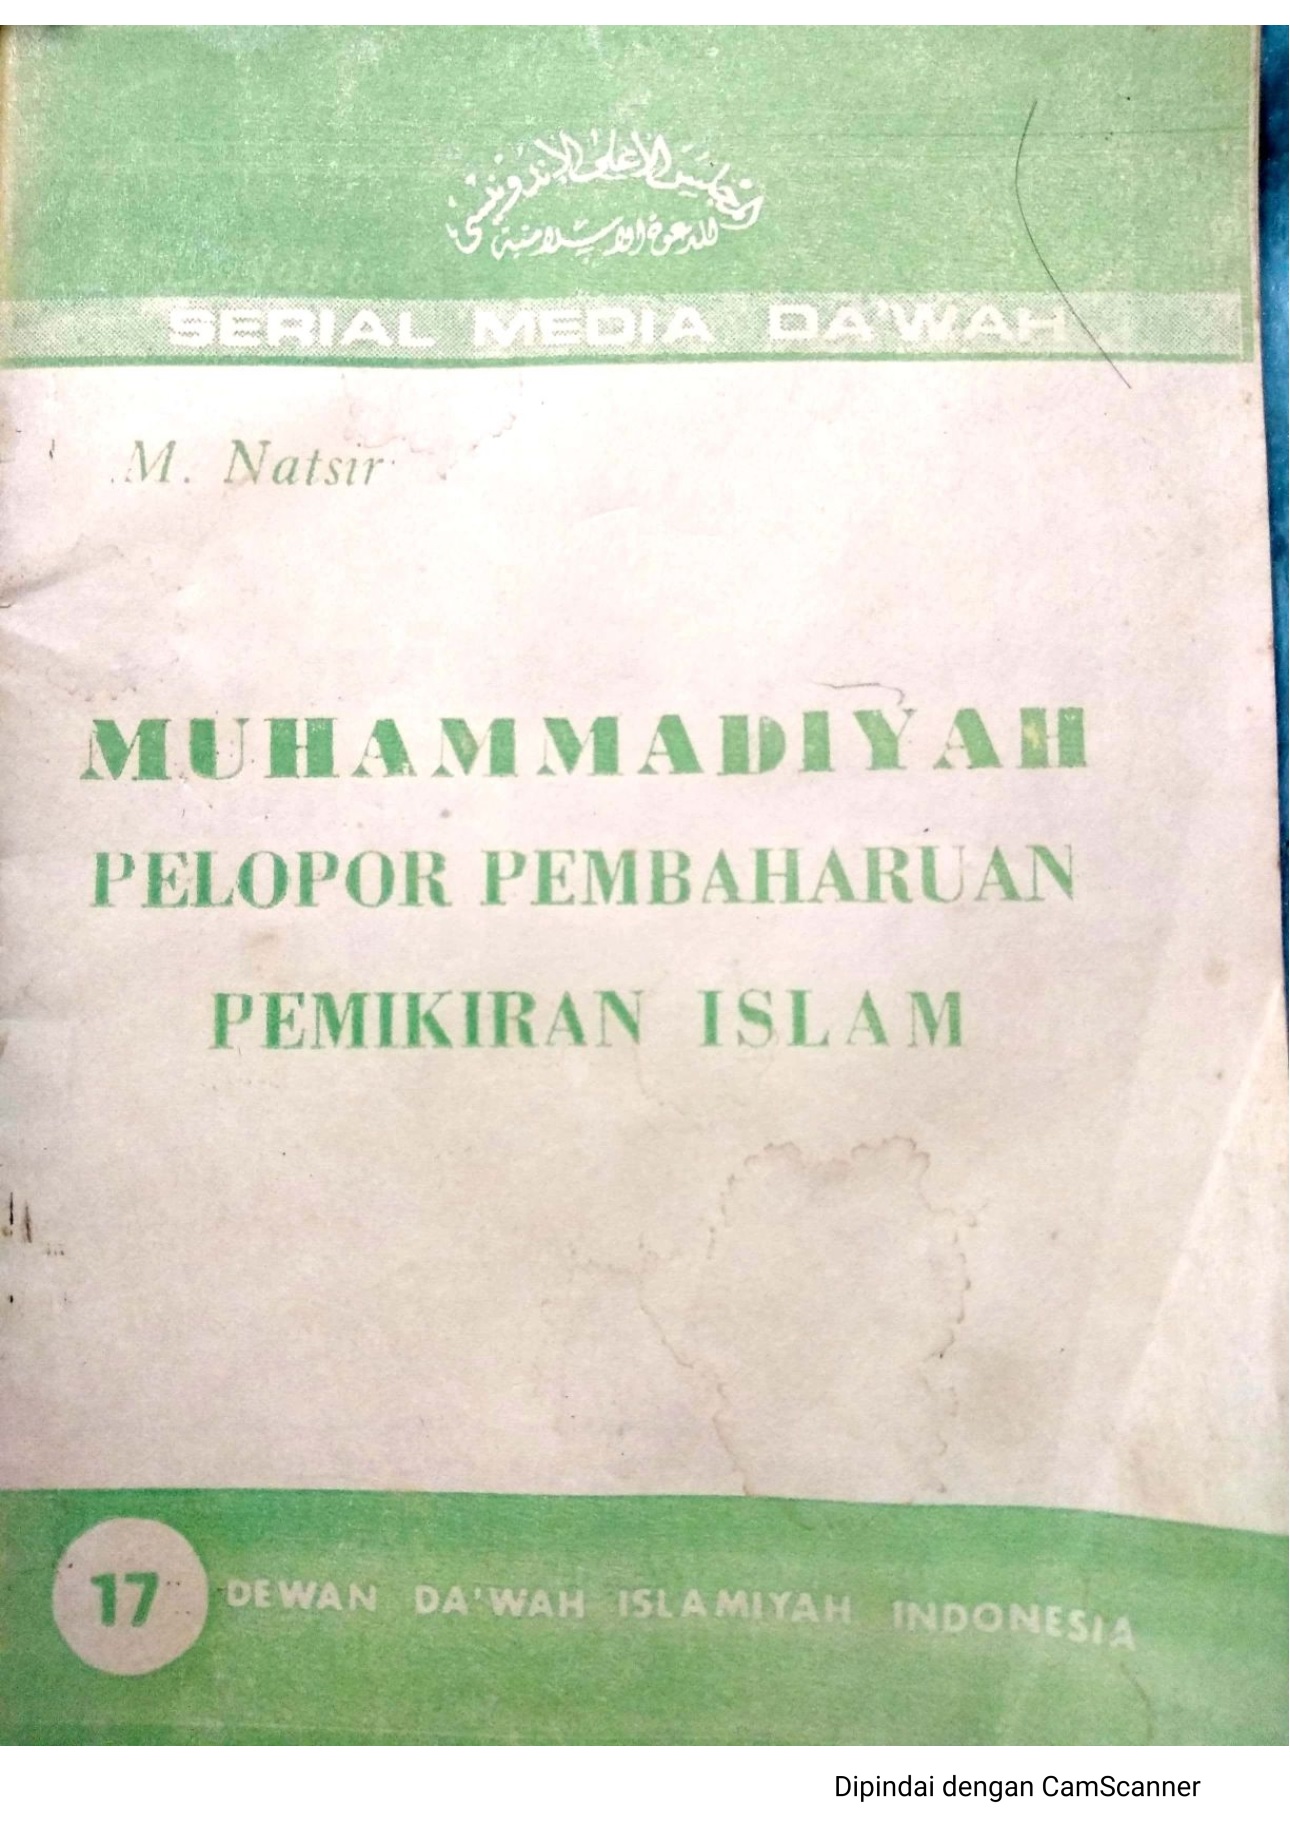 المجلس الأعلى الإندونيسي
للدعوة الإسلامية
SERIAL MEDIA DA'WAH
M. Natsir
MUHAMMADIYAH
PELOPOR PEMBAHARUAN
PEMIKIRAN ISLAM
17 DEWAN DA'WAH ISLAMIYAH INDONESIA
Dipindai dengan CamScanner